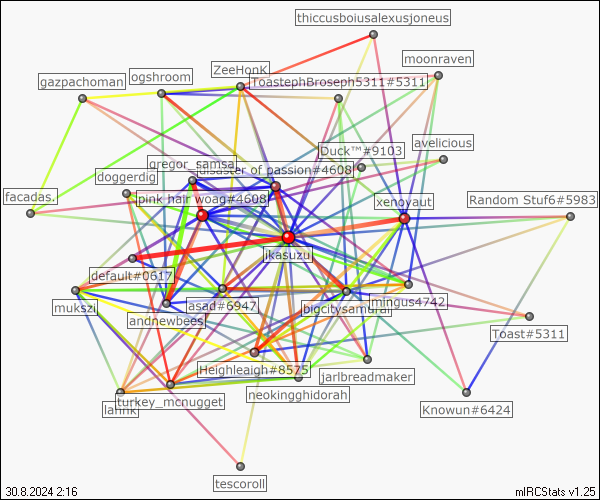 thiccusboiusalexusjoneus
moonraven
ZeeHonK
ogshroom
gazpachoman
ToastephBroseph5311#5311
avelicious
Duck™#9103
gregor_samsa
disaster of passion#4608
doggerdig
pink hair woag#4608
facadas.
xenoyaut
Random Stuf6#5983
ikasuzu
default#0617
mukszi
asad#6947
andnewbees
bigcitysamurai
mingus4742
Toast#5311
Heighleaigh#8575
jarlbreadmaker
neokingghidorah
turkey_mcnugget
Knowun#6424
tescoroll
30.8.2024 2:16
mIRCStats v1.25